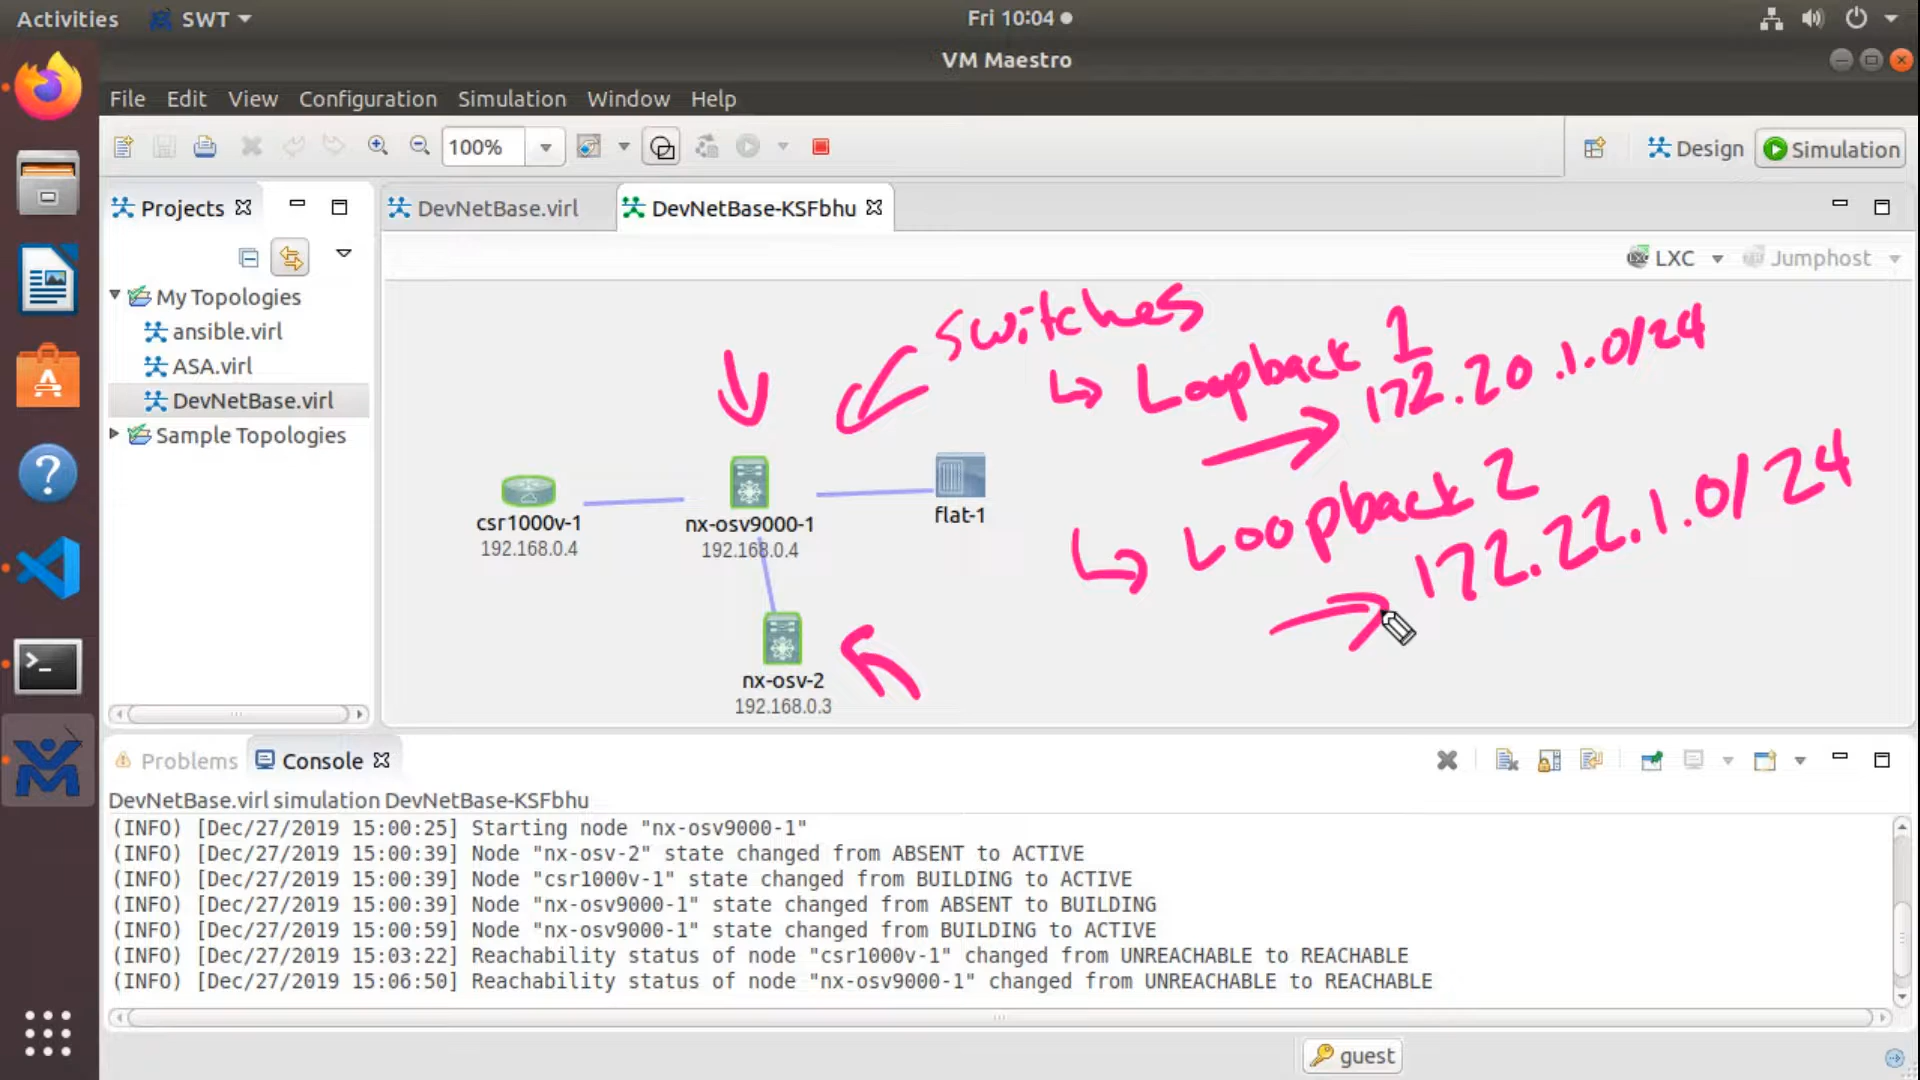 Activities
SWT
Fri 10:04
VM Maestro
File Edit View Configuration Simulation Window Help
100%
Design
Simulation
Projects
DevNetBase.virl
DevNetBase-KSFbhu
LXC
Jumphost
My Topologies
ansible.virl
ASA.virl
DevNetBase.virl
Sample Topologies
switches
Loopback 1
172.20.1.0/24
Loopback 2
172.22.1.0/24
csr1000v-1
192.168.0.4
nx-osv9000-1
192.168.0.4
flat-1
nx-osv-2
192.168.0.3
Problems
Console
DevNetBase.virl simulation DevNetBase-KSFbhu
(INFO) [Dec/27/2019 15:00:25] Starting node "nx-osv9000-1"
(INFO) [Dec/27/2019 15:00:39] Node "nx-osv-2" state changed from ABSENT to ACTIVE
(INFO) [Dec/27/2019 15:00:39] Node "csr1000v-1" state changed from BUILDING to ACTIVE
(INFO) [Dec/27/2019 15:00:39] Node "nx-osv9000-1" state changed from ABSENT to BUILDING
(INFO) [Dec/27/2019 15:00:59] Node "nx-osv9000-1" state changed from BUILDING to ACTIVE
(INFO) [Dec/27/2019 15:03:22] Reachability status of node "csr1000v-1" changed from UNREACHABLE to REACHABLE
(INFO) [Dec/27/2019 15:06:50] Reachability status of node "nx-osv9000-1" changed from UNREACHABLE to REACHABLE
guest